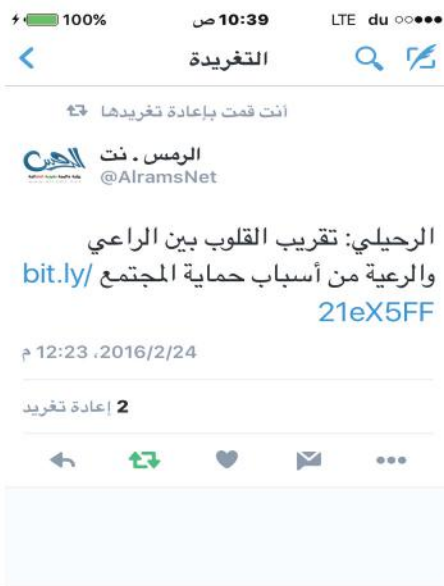 100% 10:39 ص LTE du
التغريدة
أنت قمت بإعادة تغريدها
الرمس . نت
@AlramsNet
الرحيلي: تقريب القلوب بين الراعي
والرعية من أسباب حماية المجتمع bit.ly/
21eX5FF
2016/2/24، 12:23 م
2 إعادة تغريد